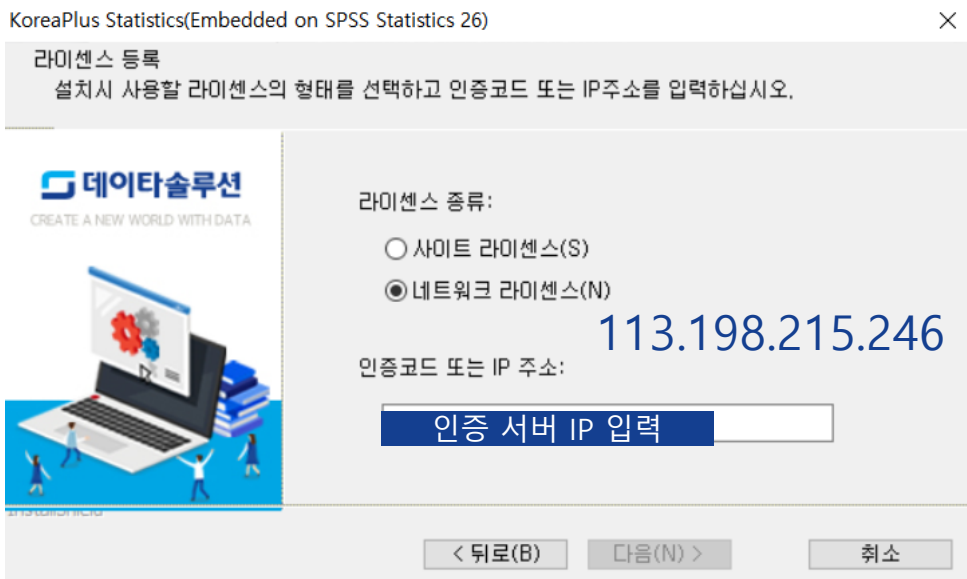 KoreaPlus Statistics(Embedded on SPSS Statistics 26)
라이센스 등록
설치시 사용할 라이센스의 형태를 선택하고 인증코드 또는 IP주소를 입력하십시오.
데이타솔루션
CREATE A NEW WORLD WITH DATA
라이센스 종류:
사이트 라이센스(S)
네트워크 라이센스(N)
113.198.215.246
인증코드 또는 IP 주소:
인증 서버 IP 입력
InstallShield
< 뒤로(B)
다음(N) >
취소